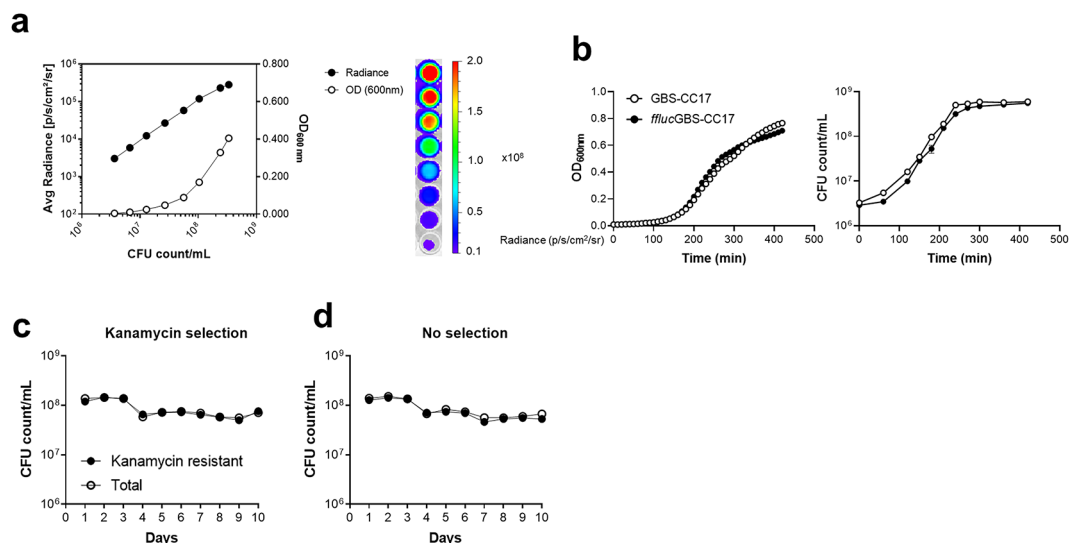 a
Avg Radiance [p/s/cm²/sr]
10⁶
10⁵
10⁴
10³
10²
10⁶ 10⁷ 10⁸ 10⁹
CFU count/mL
0.800
0.600
0.400
0.200
0.000
OD600 nm
Radiance
OD (600nm)
2.0
1.0
0.5
0.1
x10⁸
Radiance (p/s/cm²/sr)
b
OD600nm
1.0
0.8
0.6
0.4
0.2
0.0
0 100 200 300 400 500
Time (min)
GBS-CC17
fflucGBS-CC17
CFU count/mL
10⁹
10⁸
10⁷
10⁶
0 100 200 300 400 500
Time (min)
c
Kanamycin selection
CFU count/mL
10⁹
10⁸
10⁷
10⁶
Kanamycin resistant
Total
0 1 2 3 4 5 6 7 8 9 10
Days
d
No selection
CFU count/mL
10⁹
10⁸
10⁷
10⁶
0 1 2 3 4 5 6 7 8 9 10
Days